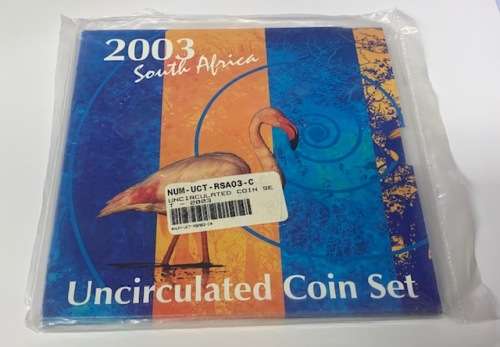 2003
South Africa
NUM-UCT-RSA03-C
UNCIRCULATED COIN SE
T - 2003
Uncirculated Coin Set